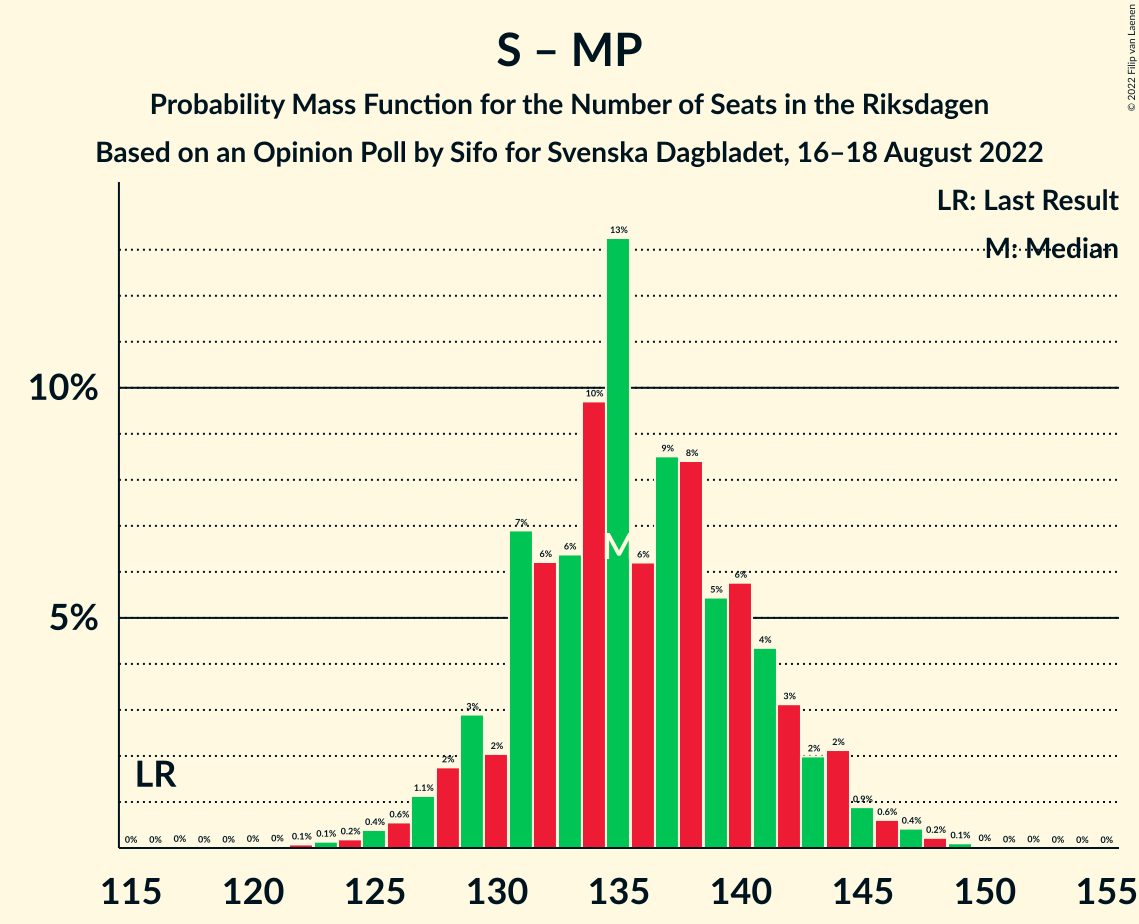 S – MP
Probability Mass Function for the Number of Seats in the Riksdagen
Based on an Opinion Poll by Sifo for Svenska Dagbladet, 16–18 August 2022
© 2022 Filip van Laenen
LR: Last Result
M: Median
10%
5%
LR
M
0% 0% 0% 0% 0% 0% 0% 0.1% 0.1% 0.2% 0.4% 0.6% 1.1% 2% 3% 2% 7% 6% 6% 10% 13% 6% 9% 8% 5% 6% 4% 3% 2% 2% 0.9% 0.6% 0.4% 0.2% 0.1% 0% 0% 0% 0% 0% 0%
115 120 125 130 135 140 145 150 155